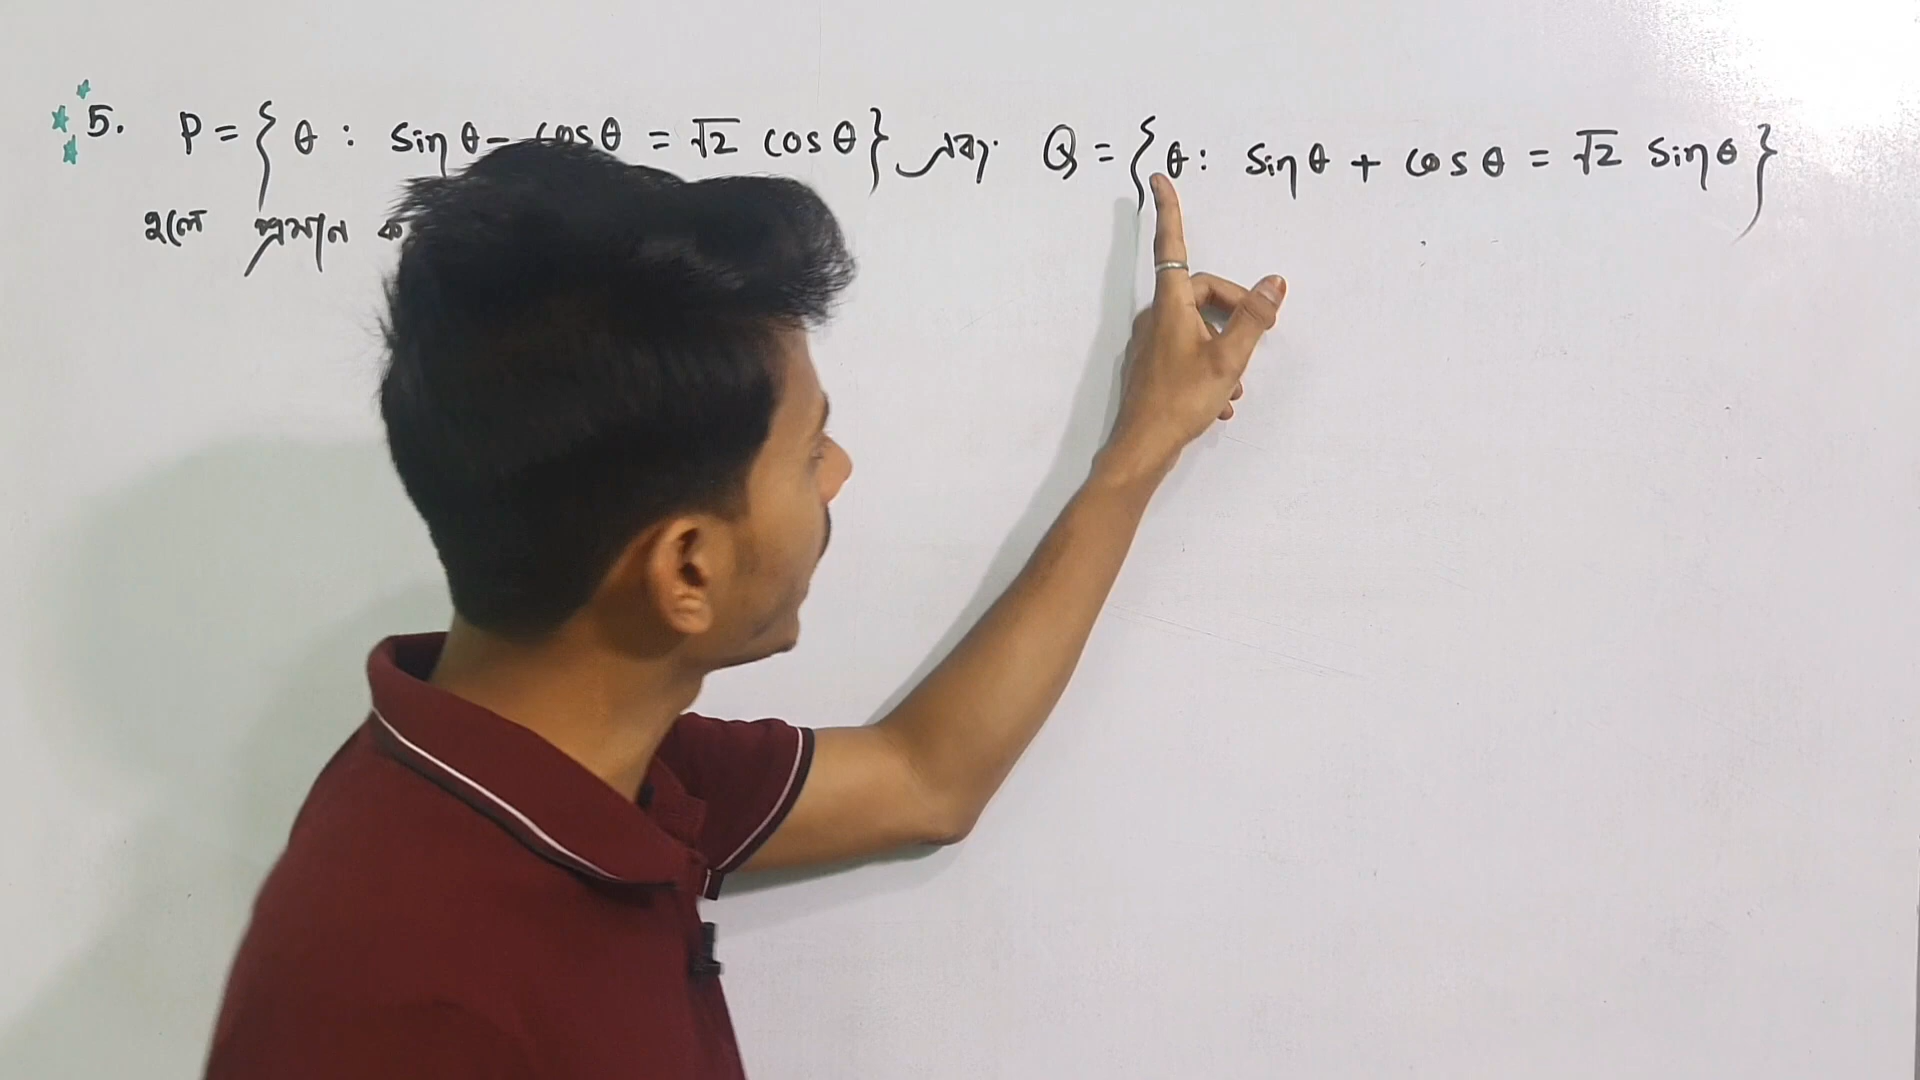 5. P = { θ : sin θ - cos θ = √2 cos θ } এবং Q = { θ : sin θ + cos θ = √2 sin θ }
হলে প্রমাণ ক